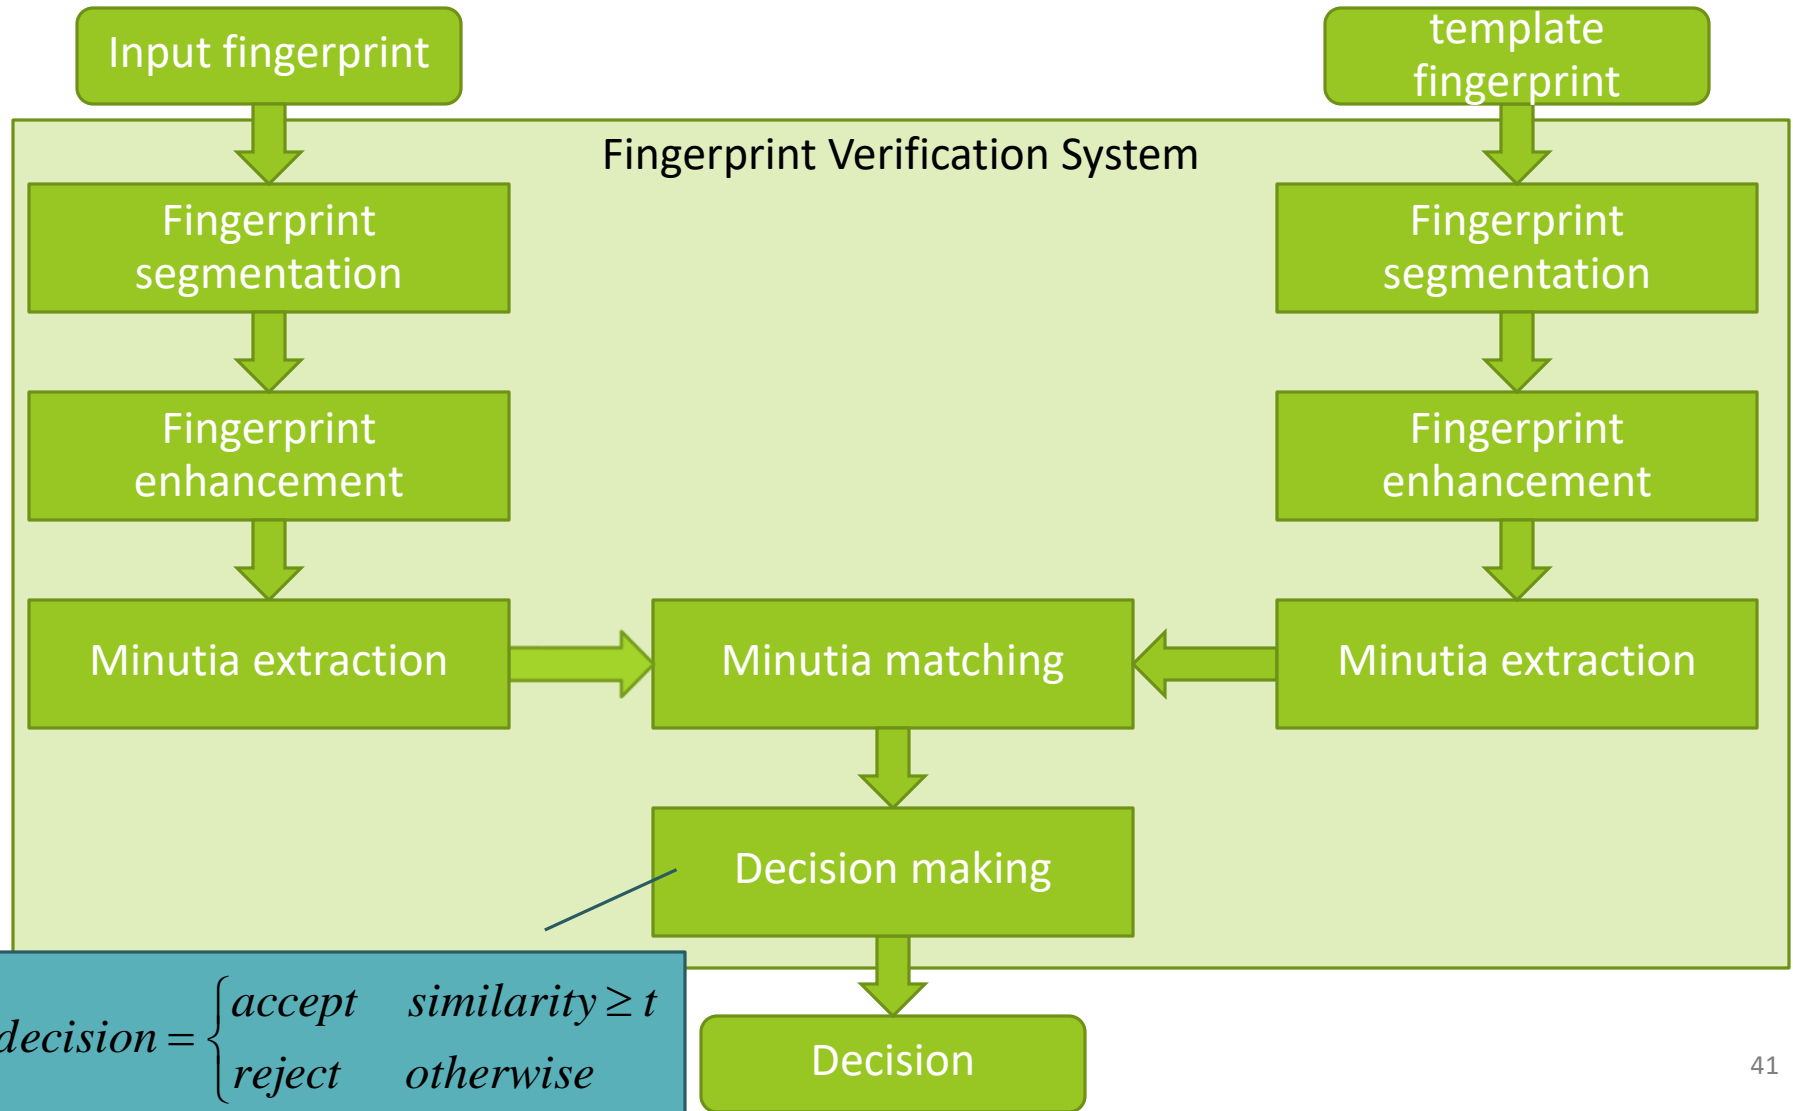 Input fingerprint
template
fingerprint
Fingerprint Verification System
Fingerprint
segmentation
Fingerprint
segmentation
Fingerprint
enhancement
Fingerprint
enhancement
Minutia extraction
Minutia matching
Minutia extraction
Decision making
decision = { accept similarity ≥ t
reject otherwise
Decision
41